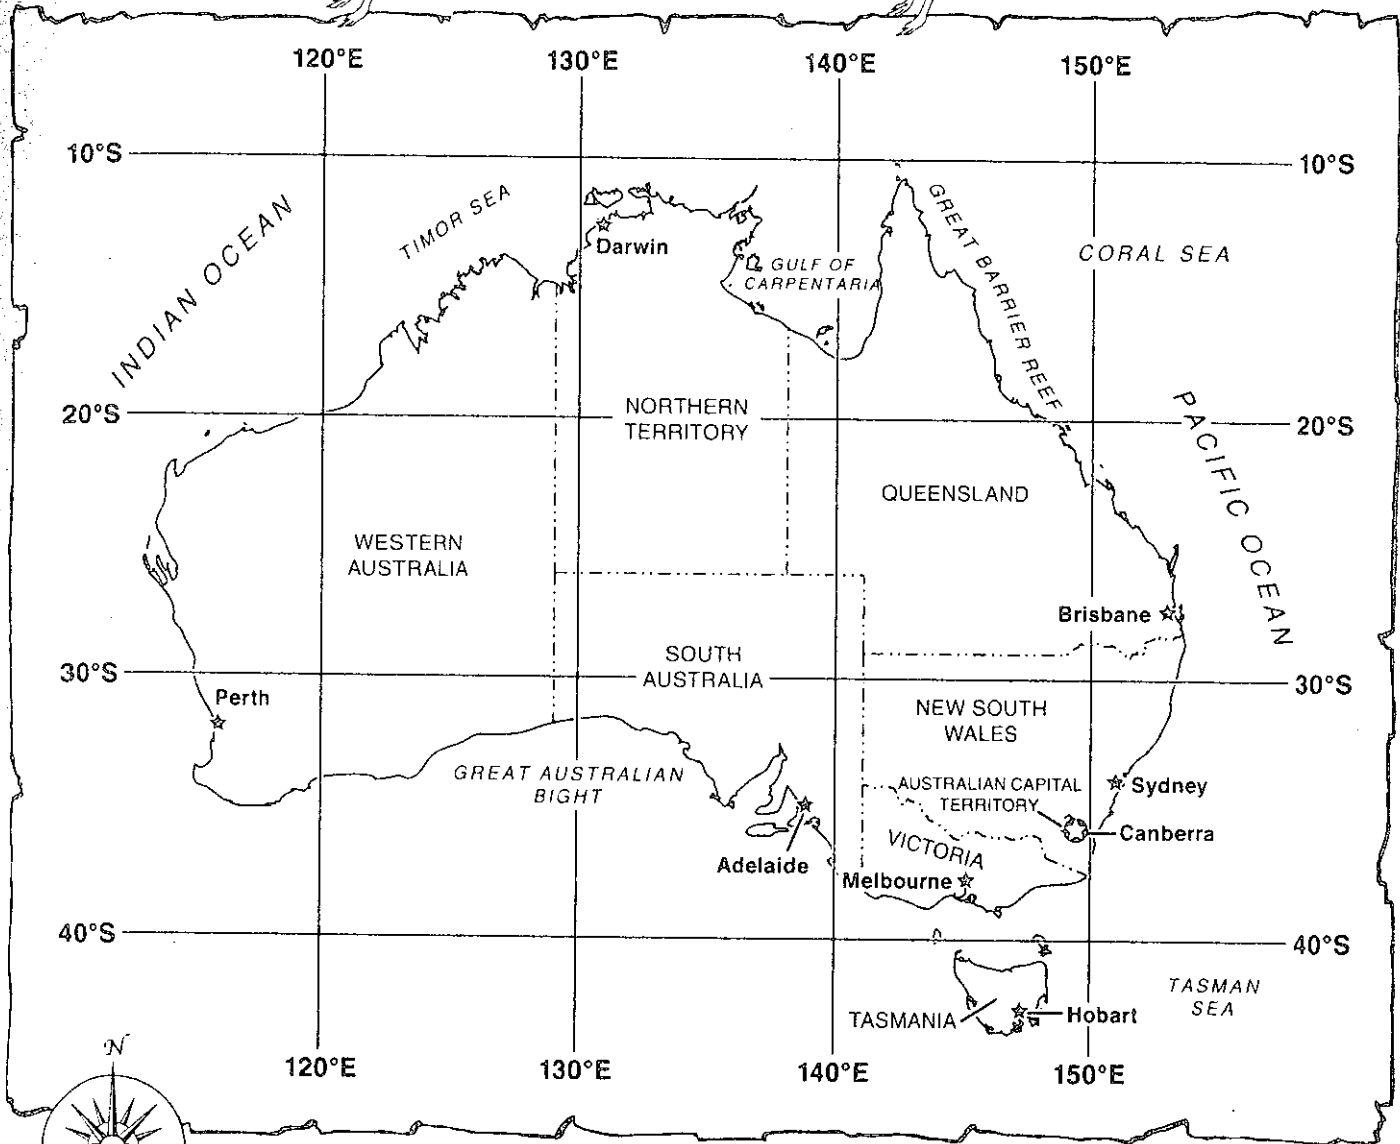 120°E
130°E
140°E
150°E
10°S
10°S
INDIAN OCEAN
TIMOR SEA
Darwin
GULF OF
CARPENTARIA
GREAT BARRIER REEF
CORAL SEA
20°S
NORTHERN
TERRITORY
20°S
PACIFIC OCEAN
QUEENSLAND
WESTERN
AUSTRALIA
Brisbane
30°S
SOUTH
AUSTRALIA
30°S
Perth
NEW SOUTH
WALES
GREAT AUSTRALIAN
BIGHT
AUSTRALIAN CAPITAL
TERRITORY
Sydney
Canberra
VICTORIA
Adelaide
Melbourne
40°S
40°S
TASMAN
SEA
TASMANIA
Hobart
N
120°E
130°E
140°E
150°E